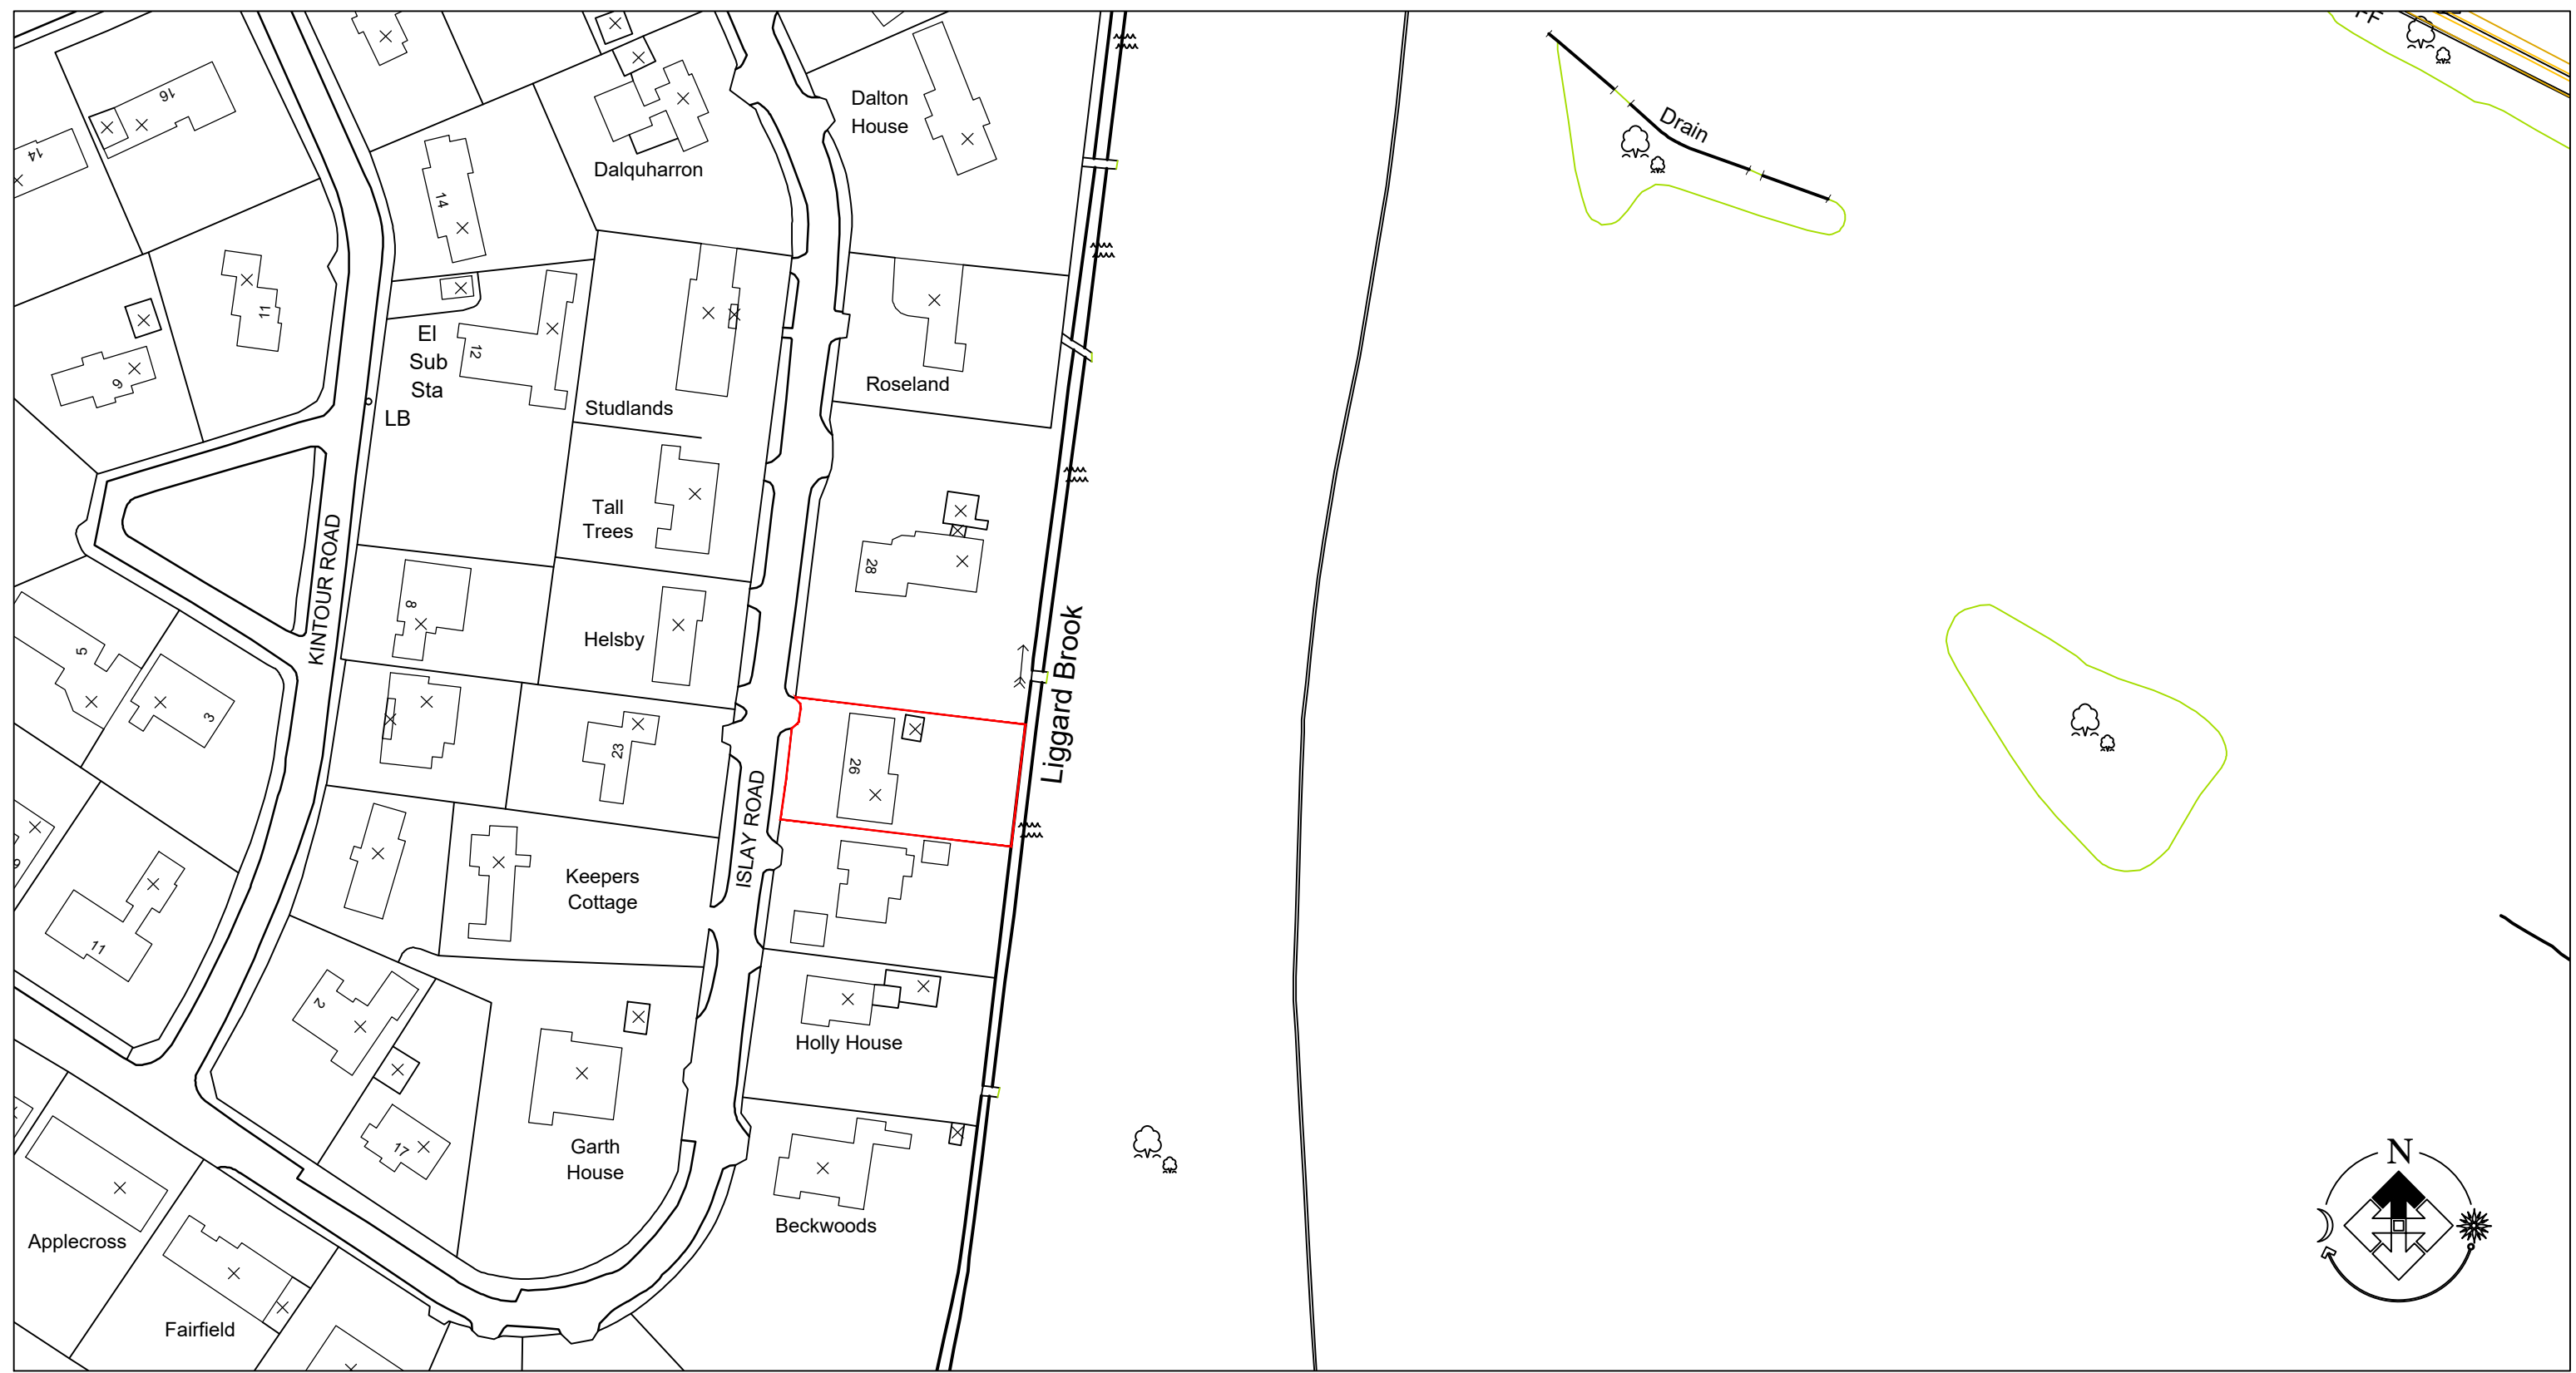 FF
16
14
Dalton
House
Drain
Dalquharron
14
11
El
Sub
Sta
LB
12
9
Studlands
Roseland
Tall
Trees
28
8
KINTOUR ROAD
Helsby
Liggard Brook
5
3
23
26
ISLAY ROAD
Keepers
Cottage
9
11
2
Holly House
17
Garth
House
Beckwoods
Applecross
Fairfield
N